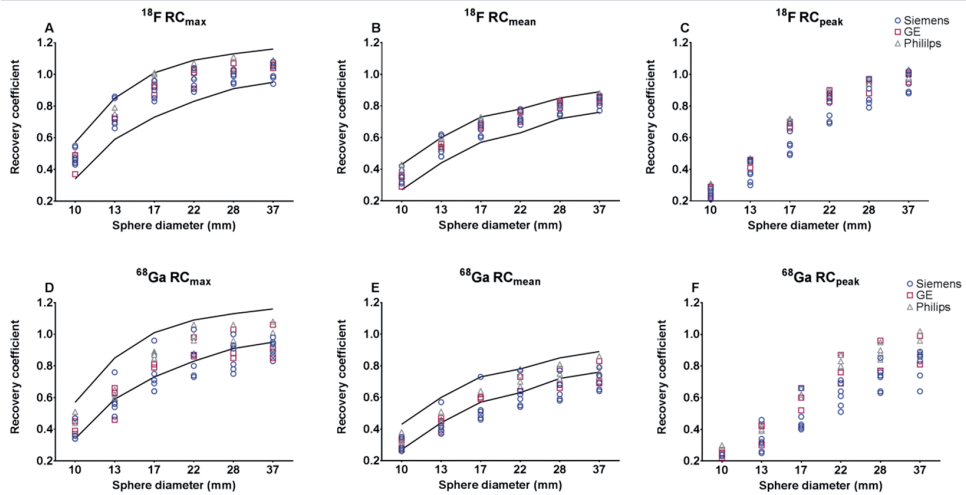 A ¹⁸F RCmax
Recovery coefficient
1.2
1.0
0.8
0.6
0.4
0.2
10 13 17 22 28 37
Sphere diameter (mm)
B ¹⁸F RCmean
Recovery coefficient
1.2
1.0
0.8
0.6
0.4
0.2
10 13 17 22 28 37
Sphere diameter (mm)
C ¹⁸F RCpeak
Siemens
GE
Phililps
Recovery coefficient
1.2
1.0
0.8
0.6
0.4
0.2
10 13 17 22 28 37
Sphere diameter (mm)
D ⁶⁸Ga RCmax
Recovery coefficient
1.2
1.0
0.8
0.6
0.4
0.2
10 13 17 22 28 37
Sphere diameter (mm)
E ⁶⁸Ga RCmean
Recovery coefficient
1.2
1.0
0.8
0.6
0.4
0.2
10 13 17 22 28 37
Sphere diameter (mm)
F ⁶⁸Ga RCpeak
Siemens
GE
Philips
Recovery coefficient
1.2
1.0
0.8
0.6
0.4
0.2
10 13 17 22 28 37
Sphere diameter (mm)